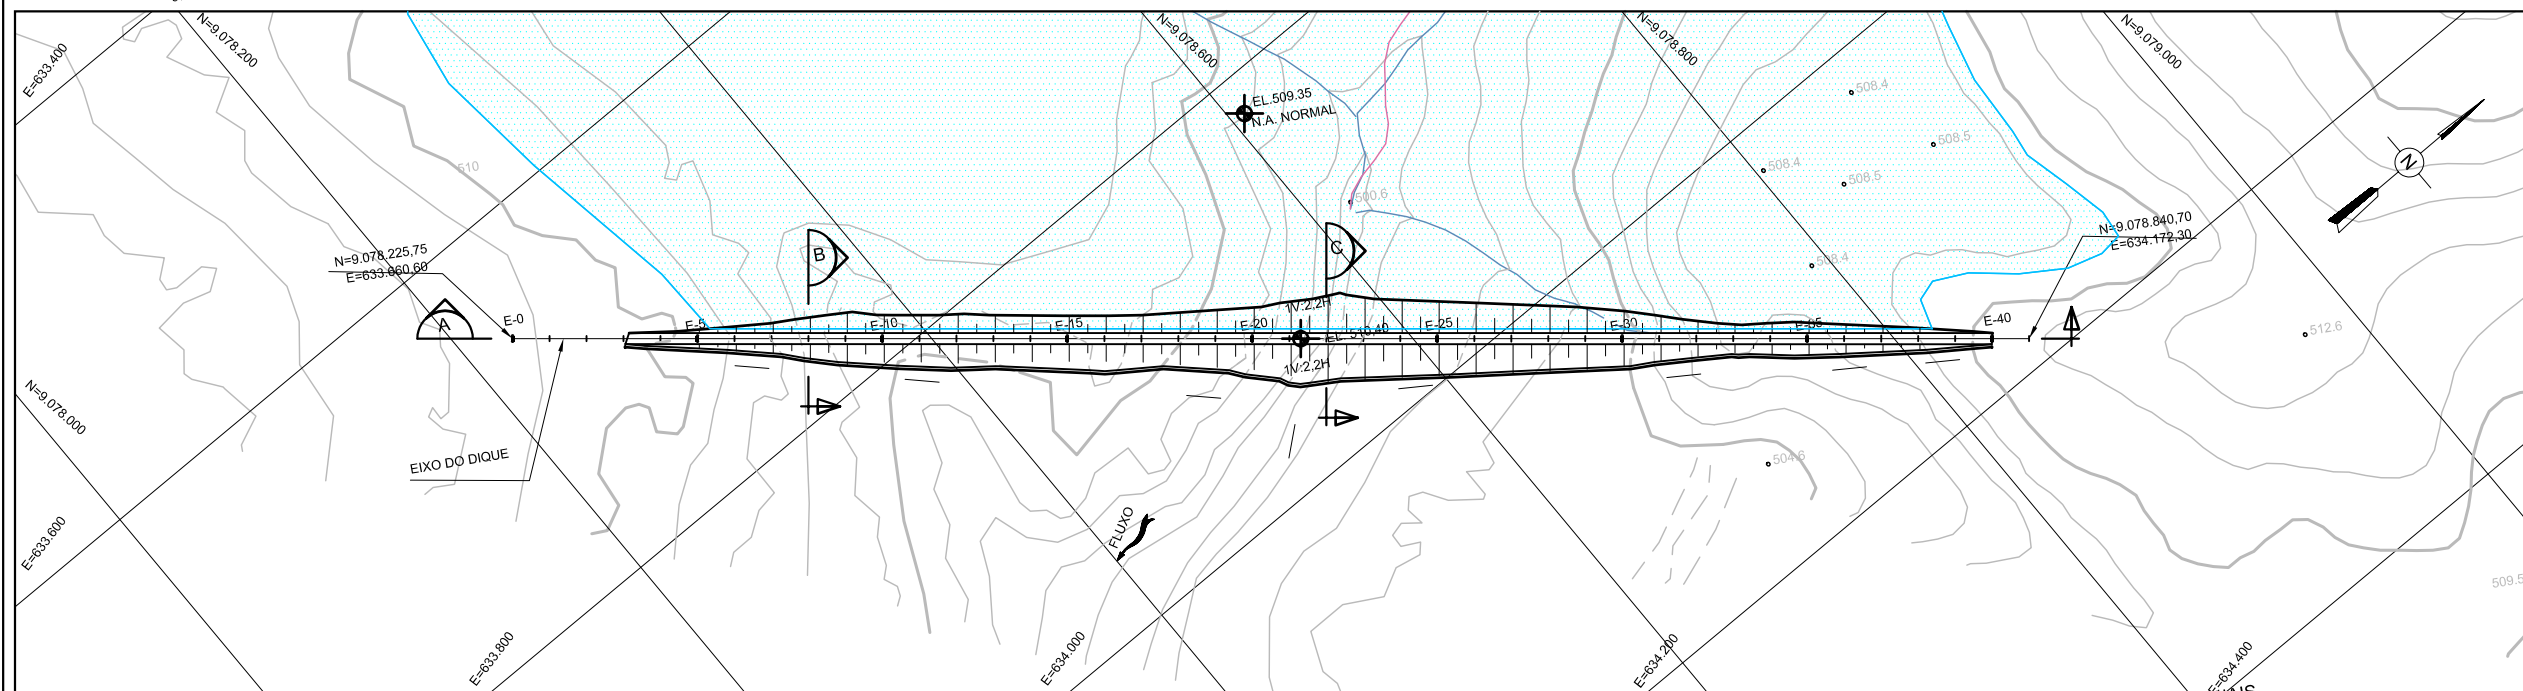 N=9.078.200
N=9.078.600
N=9.078.800
N=9.079.000
E=633.400
EL.509.35
N.A. NORMAL
508.4
508.5
508.4
508.5
510
500.6
N
N=9.078.840,70
E=634.172,30
N=9.078.225,75
E=633.660,60
B
C
508.4
A
E-0
E-5
E-10
E-15
E-20
1V:2,2H
E-25
E-30
E-35
E-40
EL. 510.40
1V:2,2H
512.6
N=9.078.000
EIXO DO DIQUE
504.6
FLUXO
E=633.600
509.5
E=633.800
E=634.000
E=634.200
E=634.400